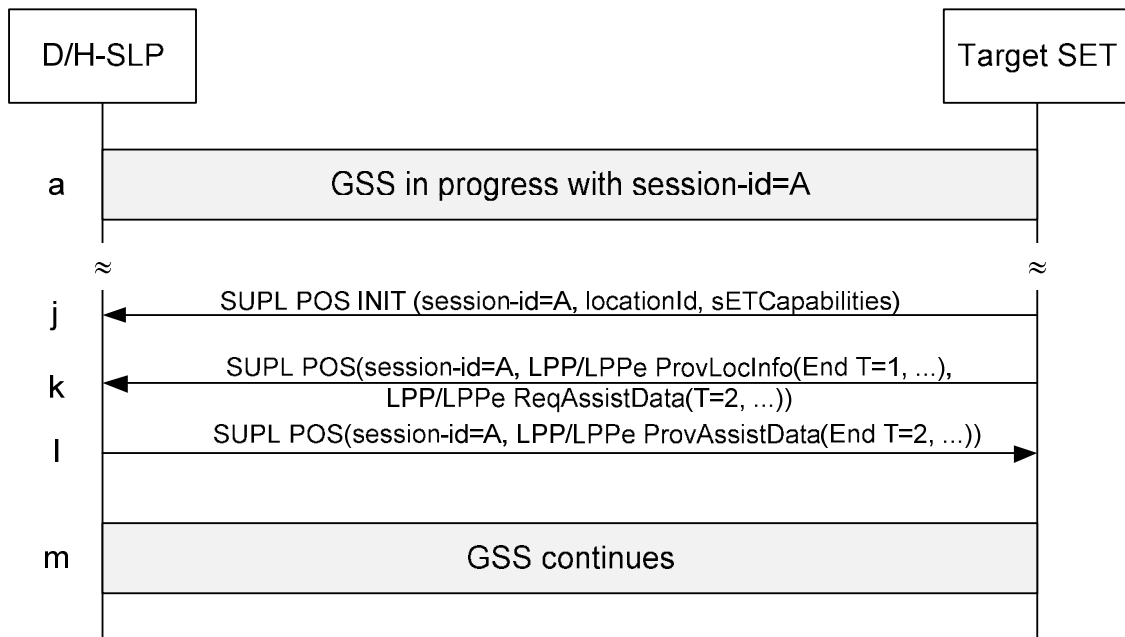 D/H-SLP
Target SET
a
GSS in progress with session-id=A
≈ ≈
j
SUPL POS INIT (session-id=A, locationId, sETCapabilities)
k
SUPL POS(session-id=A, LPP/LPPe ProvLocInfo(End T=1, ...),
LPP/LPPe ReqAssistData(T=2, ...))
l
SUPL POS(session-id=A, LPP/LPPe ProvAssistData(End T=2, ...))
m
GSS continues